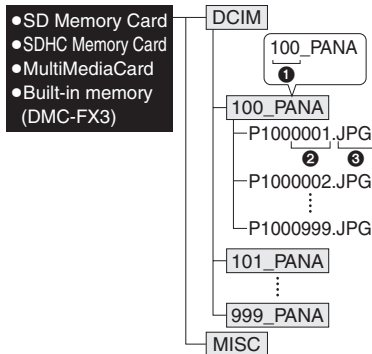 ●SD Memory Card
●SDHC Memory Card
●MultiMediaCard
●Built-in memory
(DMC-FX3)
DCIM
100_PANA
❶
100_PANA
P1000001.JPG
❷ ❸
P1000002.JPG
P1000999.JPG
101_PANA
999_PANA
MISC